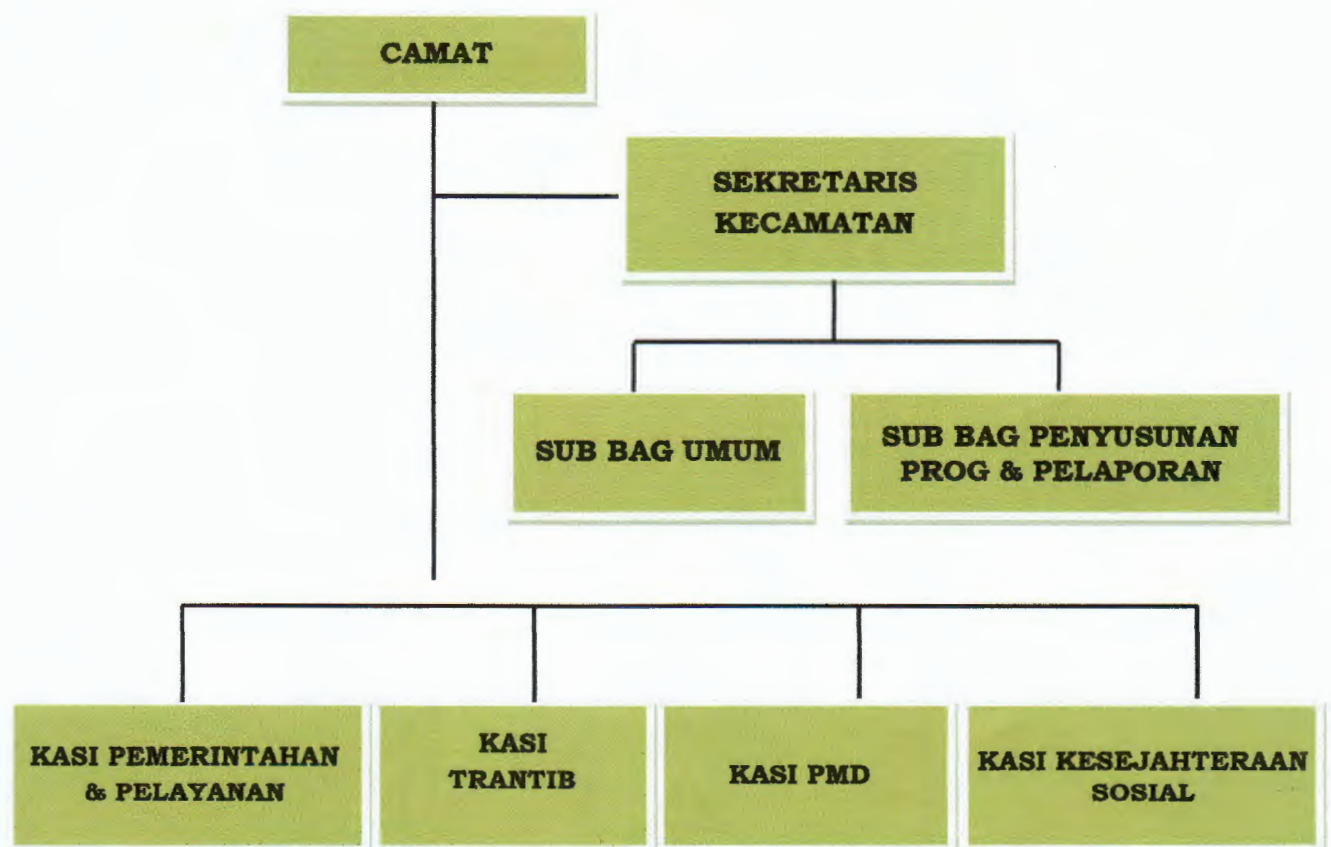 CAMAT
SEKRETARIS
KECAMATAN
SUB BAG UMUM
SUB BAG PENYUSUNAN
PROG & PELAPORAN
KASI PEMERINTAHAN
& PELAYANAN
KASI
TRANTIB
KASI PMD
KASI KESEJAHTERAAN
SOSIAL